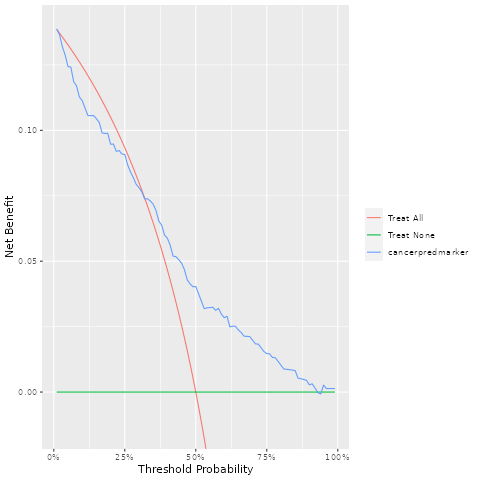 Net Benefit
0.10
0.05
0.00
0%
25%
50%
75%
100%
Threshold Probability
Treat All
Treat None
cancerpredmarker